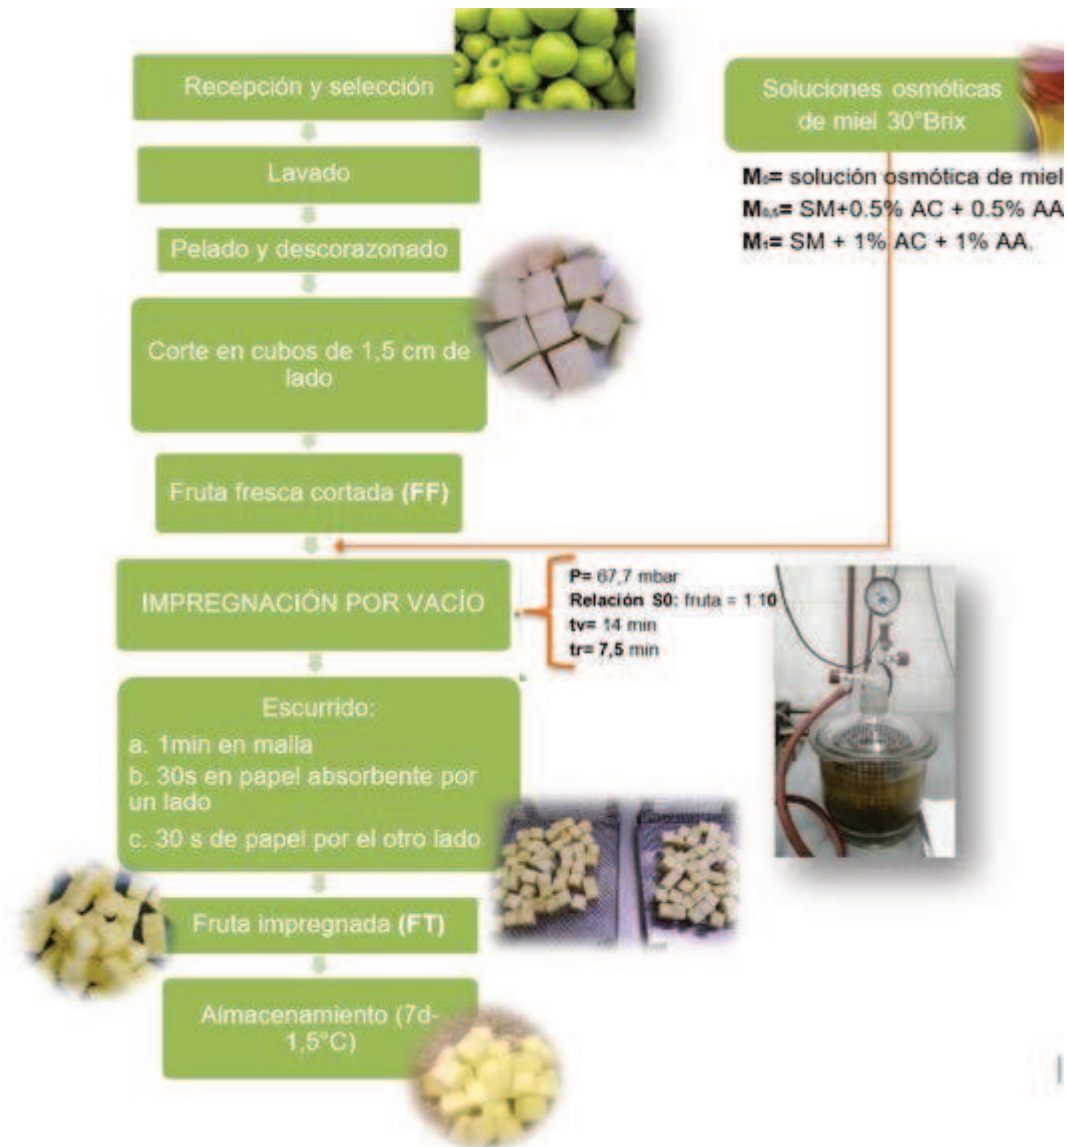 Recepción y selección
Lavado
Pelado y descorazonado
Corte en cubos de 1,5 cm de
lado
Fruta fresca cortada (FF)
Soluciones osmóticas
de miel 30°Brix
M₀= solución osmótica de miel
M₀,₅= SM+0.5% AC + 0.5% AA
M₁= SM + 1% AC + 1% AA.
IMPREGNACIÓN POR VACÍO
P= 67,7 mbar
Relación S0: fruta = 1:10
tv= 14 min
tr= 7,5 min
Escurrido:
a. 1min en malla
b. 30s en papel absorbente por
un lado
c. 30 s de papel por el otro lado
Fruta impregnada (FT)
Almacenamiento (7d-
1,5°C)